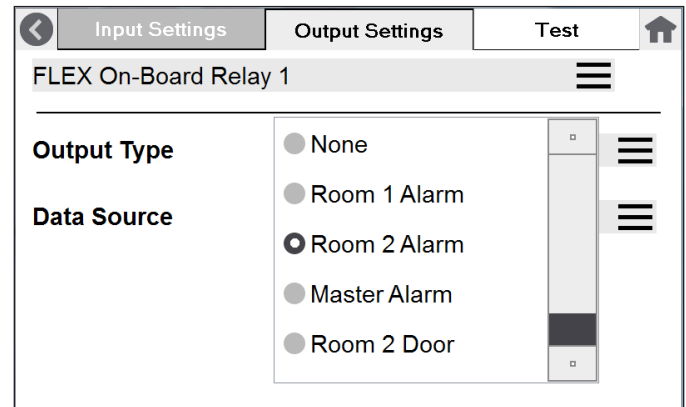 Input Settings Output Settings Test
FLEX On-Board Relay 1
Output Type
None
Room 1 Alarm
Data Source
Room 2 Alarm
Master Alarm
Room 2 Door